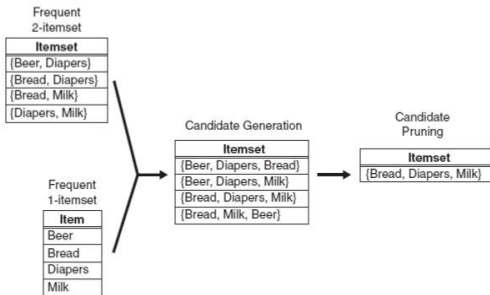 Frequent
2-itemset
Itemset
{Beer, Diapers}
{Bread, Diapers}
{Bread, Milk}
{Diapers, Milk}
Frequent
1-itemset
Item
Beer
Bread
Diapers
Milk
Candidate Generation
Itemset
{Beer, Diapers, Bread}
{Beer, Diapers, Milk}
{Bread, Diapers, Milk}
{Bread, Milk, Beer}
Candidate
Pruning
Itemset
{Bread, Diapers, Milk}